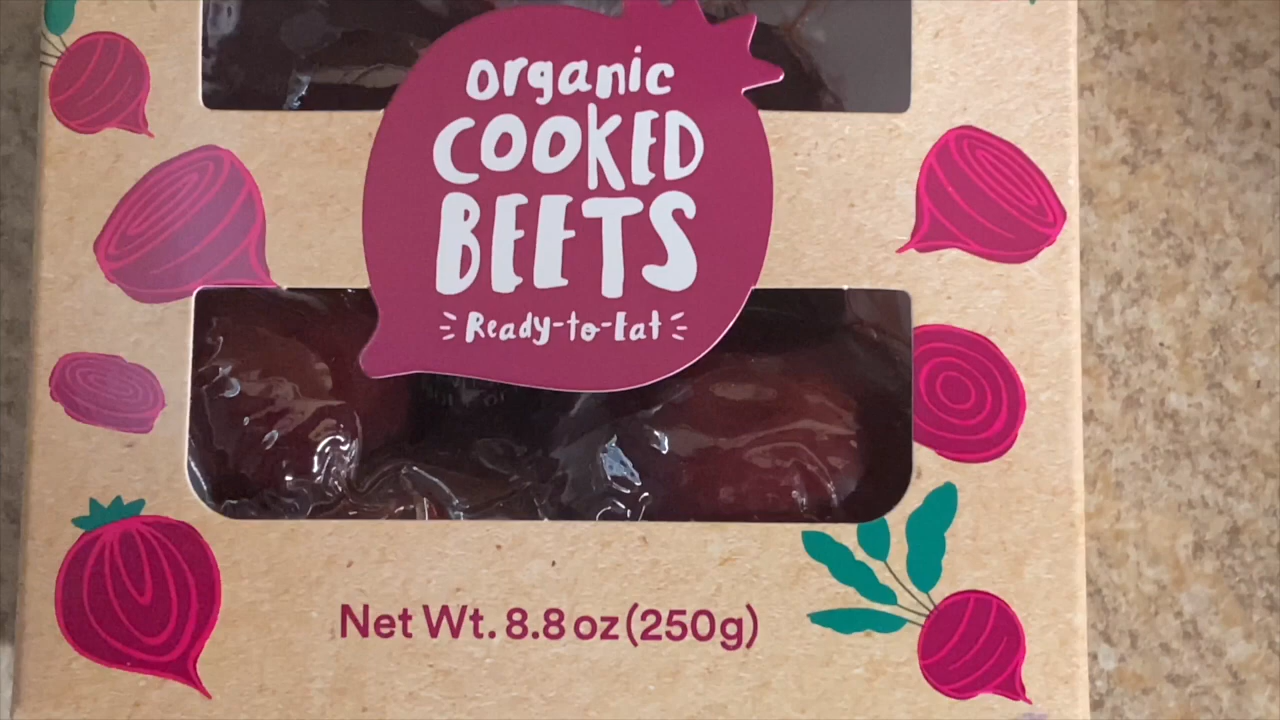 organic
COOKED
BEETS
Ready-to-Eat
Net Wt. 8.8 oz (250g)